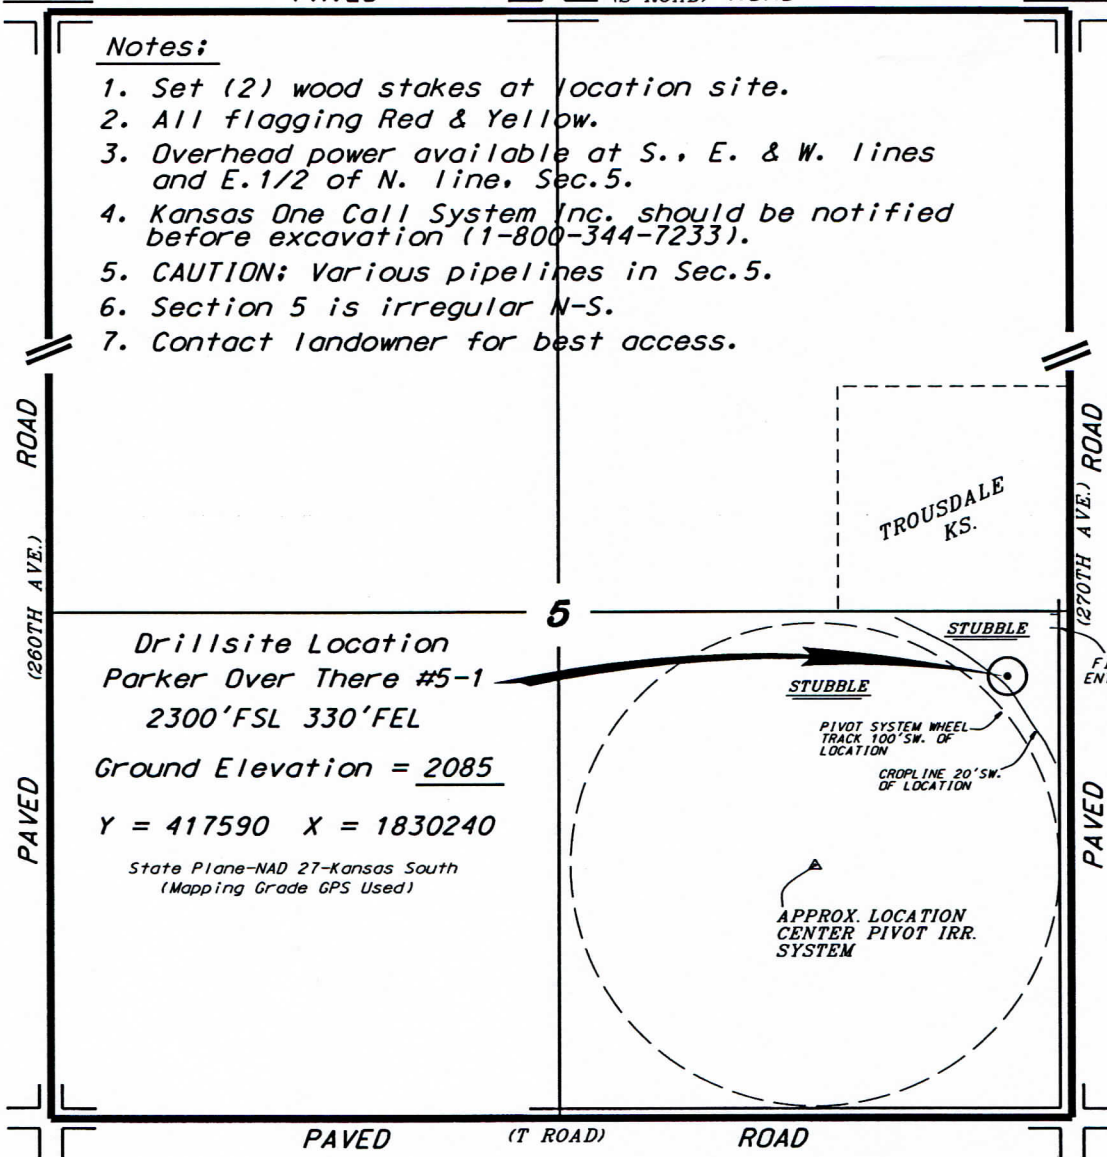 PAVED
Notes:
1. Set (2) wood stakes at location site.
2. All flagging Red & Yellow.
3. Overhead power available at S., E. & W. lines
and E.1/2 of N. line, Sec.5.
4. Kansas One Call System Inc. should be notified
before excavation (1-800-344-7233).
5. CAUTION: Various pipelines in Sec.5.
6. Section 5 is irregular N-S.
7. Contact landowner for best access.
ROAD
(260TH AVE.)
PAVED
ROAD
(270TH AVE.)
PAVED
TROUSDALE
KS.
5
STUBBLE
Drillsite Location
Parker Over There #5-1
2300'FSL 330'FEL
Ground Elevation = 2085
Y = 417590 X = 1830240
State Plane-NAD 27-Kansas South
(Mapping Grade GPS Used)
STUBBLE
PIVOT SYSTEM WHEEL
TRACK 100'SW. OF
LOCATION
CROPLINE 20'SW.
OF LOCATION
APPROX. LOCATION
CENTER PIVOT IRR.
SYSTEM
PAVED (T ROAD) ROAD